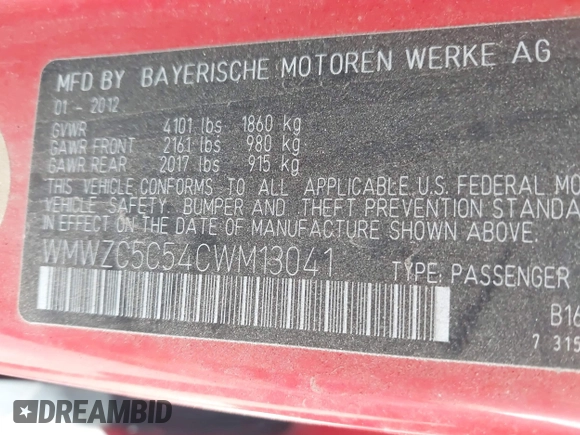 MFD BY BAYERISCHE MOTOREN WERKE AG
01 - 2012
GVWR 4101 lbs 1860 kg
GAWR FRONT 2161 lbs 980 kg
GAWR REAR 2017 lbs 915 kg
THIS VEHICLE CONFORMS TO ALL APPLICABLE U.S. FEDERAL MO
VEHICLE SAFETY, BUMPER AND THEFT PREVENTION STANDA
IN EFFECT ON THE DATE OF MANUFACTURE SHOWN ABOVE.
WMWZC5C54CWM13041 TYPE: PASSENGER
B16
7 315
DREAMBID